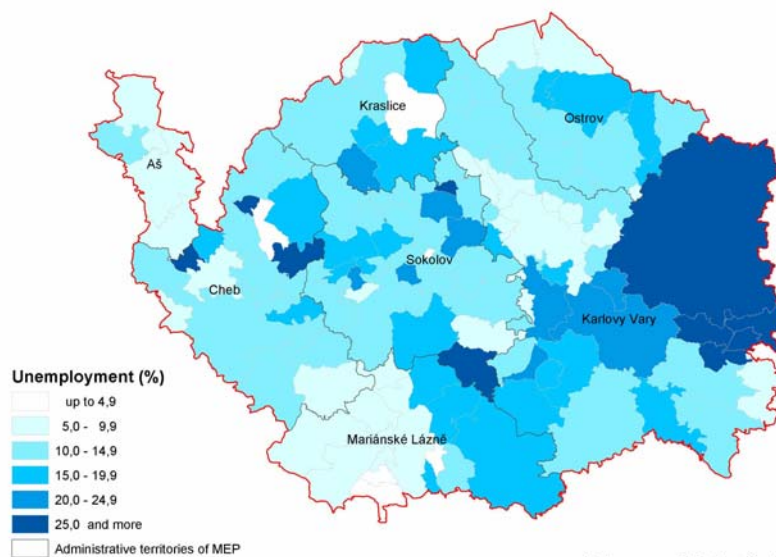 Kraslice
Ostrov
Aš
Sokolov
Cheb
Karlovy Vary
Mariánské Lázně
Unemployment (%)
up to 4,9
5,0 - 9,9
10,0 - 14,9
15,0 - 19,9
20,0 - 24,9
25,0 and more
Administrative territories of MEP